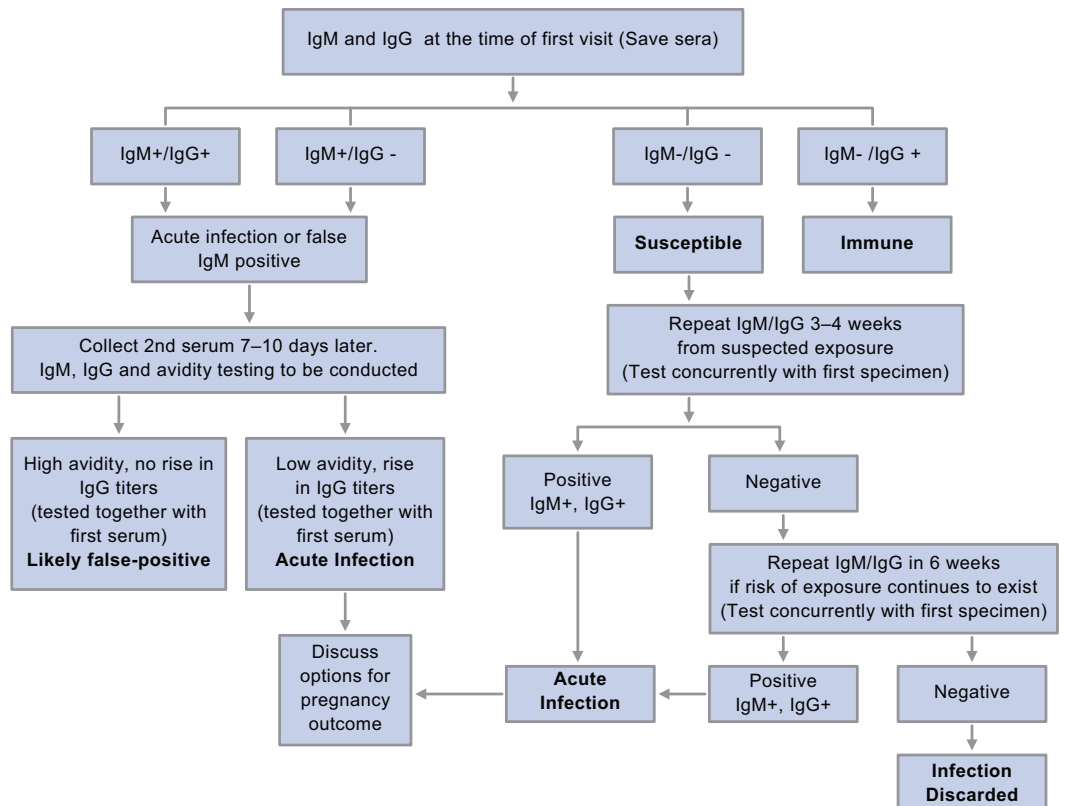 IgM and IgG at the time of first visit (Save sera)
IgM+/IgG+
IgM+/IgG -
IgM-/IgG -
IgM- /IgG +
Acute infection or false
IgM positive
Susceptible
Immune
Collect 2nd serum 7–10 days later.
IgM, IgG and avidity testing to be conducted
Repeat IgM/IgG 3–4 weeks
from suspected exposure
(Test concurrently with first specimen)
High avidity, no rise in
IgG titers
(tested together with
first serum)
Likely false-positive
Low avidity, rise
in IgG titers
(tested together with
first serum)
Acute Infection
Positive
IgM+, IgG+
Negative
Repeat IgM/IgG in 6 weeks
if risk of exposure continues to exist
(Test concurrently with first specimen)
Discuss
options for
pregnancy
outcome
Acute
Infection
Positive
IgM+, IgG+
Negative
Infection
Discarded